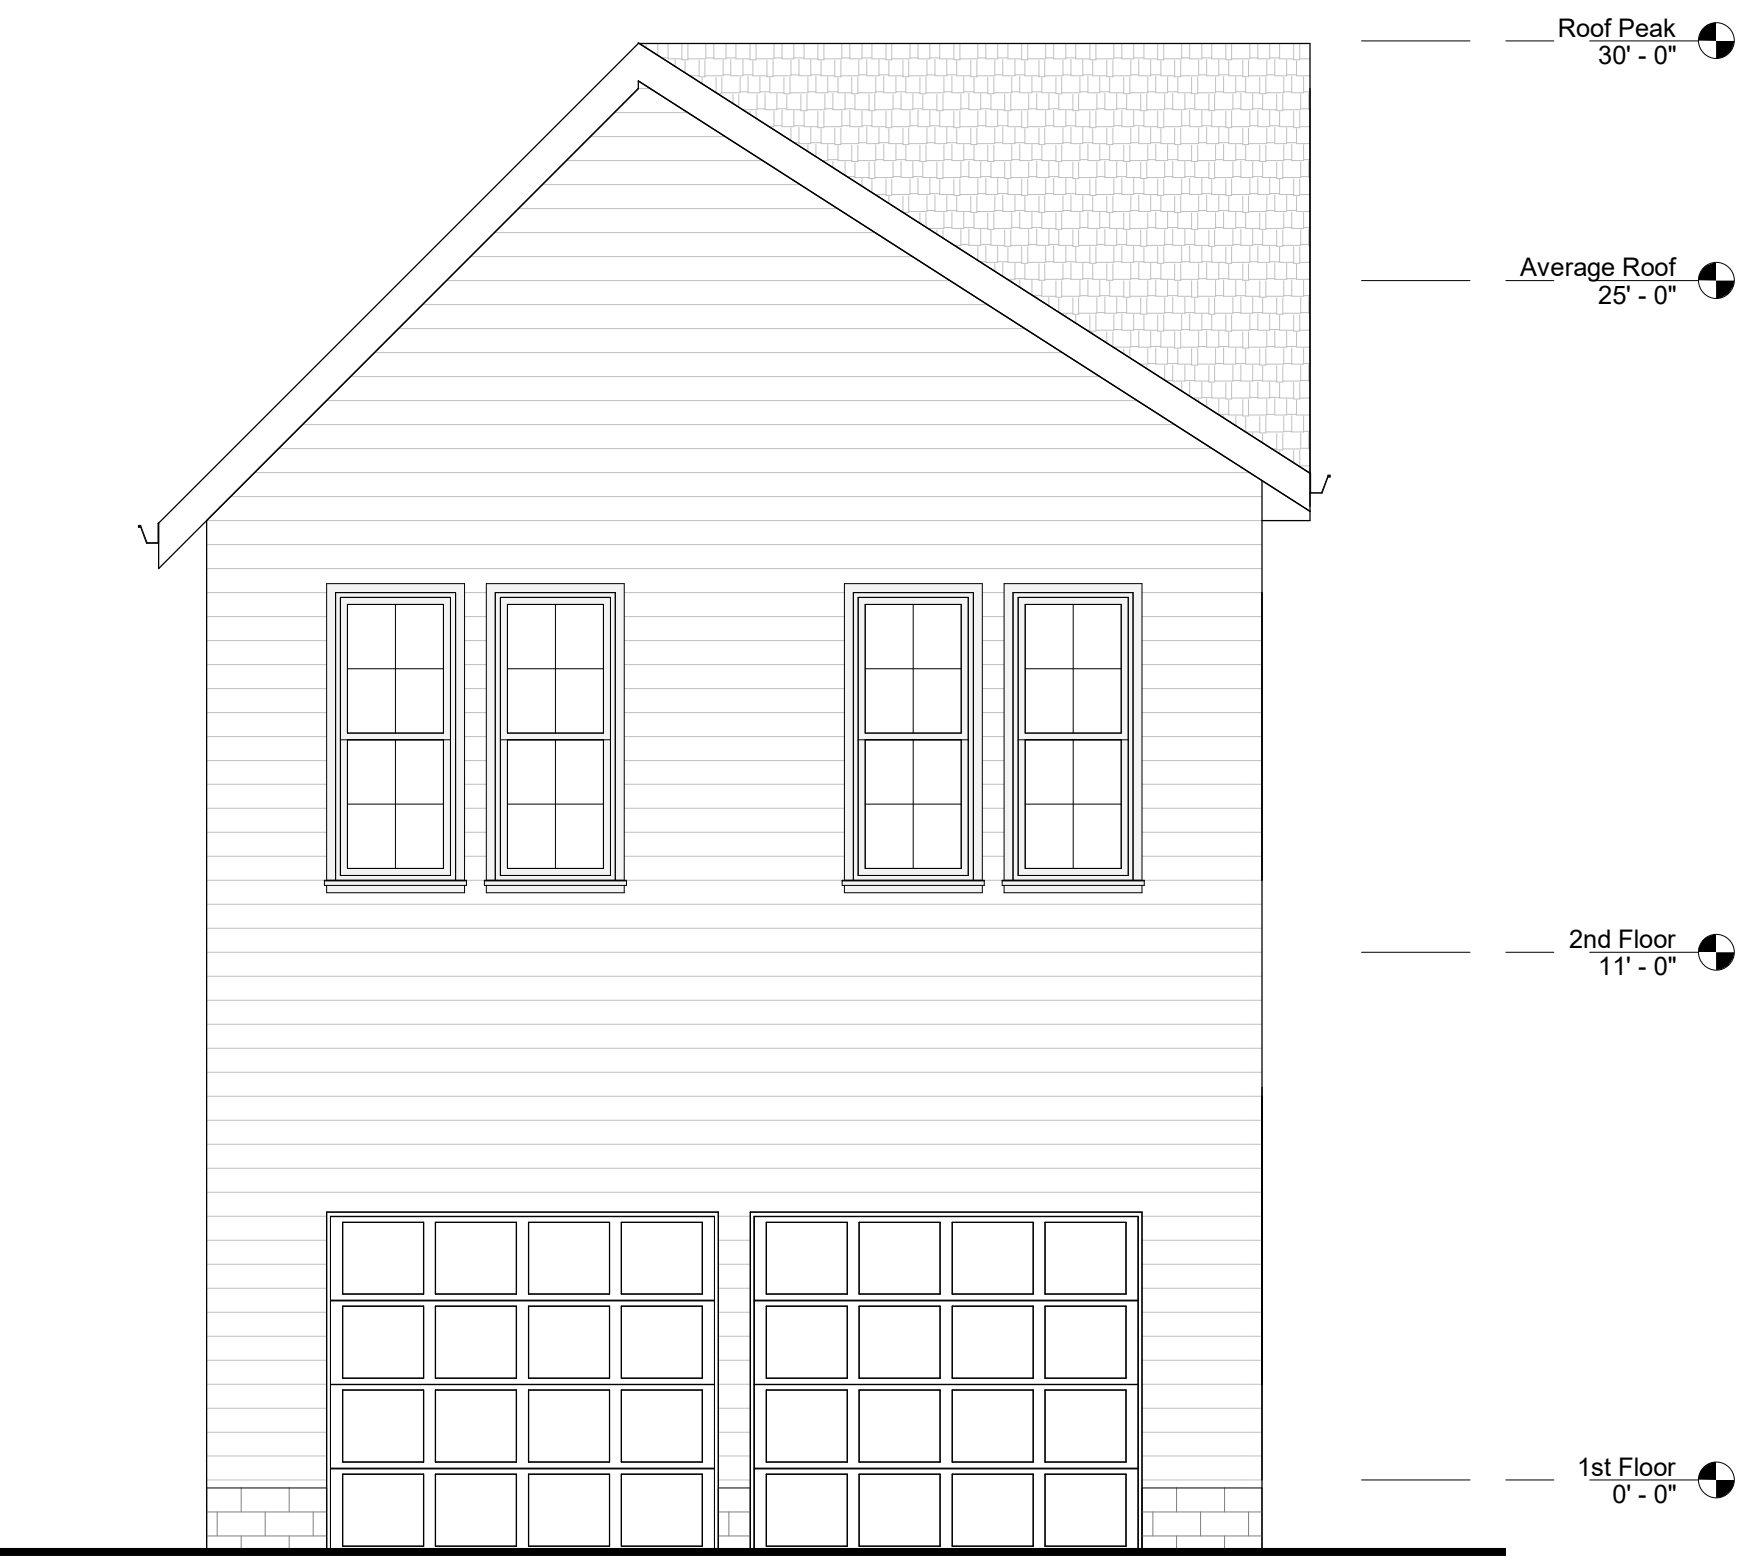 Roof Peak
30' - 0"
Average Roof
25' - 0"
2nd Floor
11' - 0"
1st Floor
0' - 0"